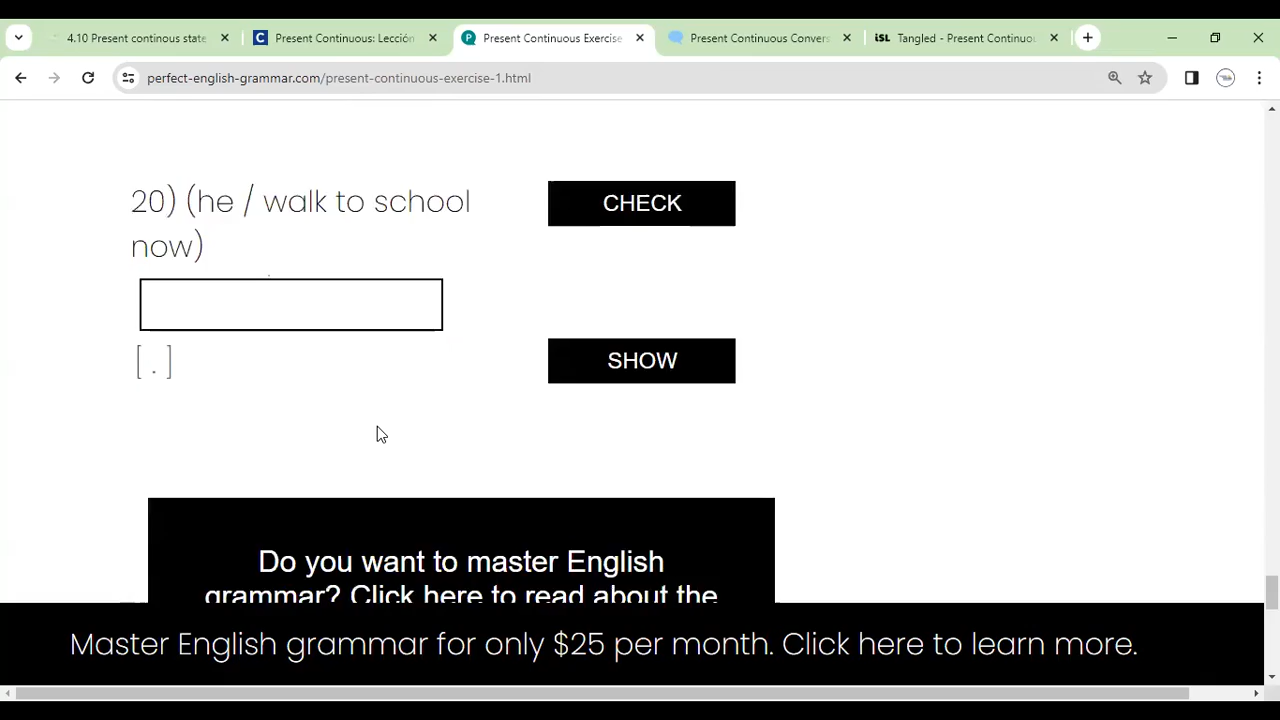 4.10 Present continous state
Present Continuous: Lección
Present Continuous Exercise
Present Continuous Convers
iSL Tangled - Present Continuou
perfect-english-grammar.com/present-continuous-exercise-1.html
20) (he / walk to school
now)
CHECK
[ . ]
SHOW
Do you want to master English
grammar? Click here to read about the
Master English grammar for only $25 per month. Click here to learn more.